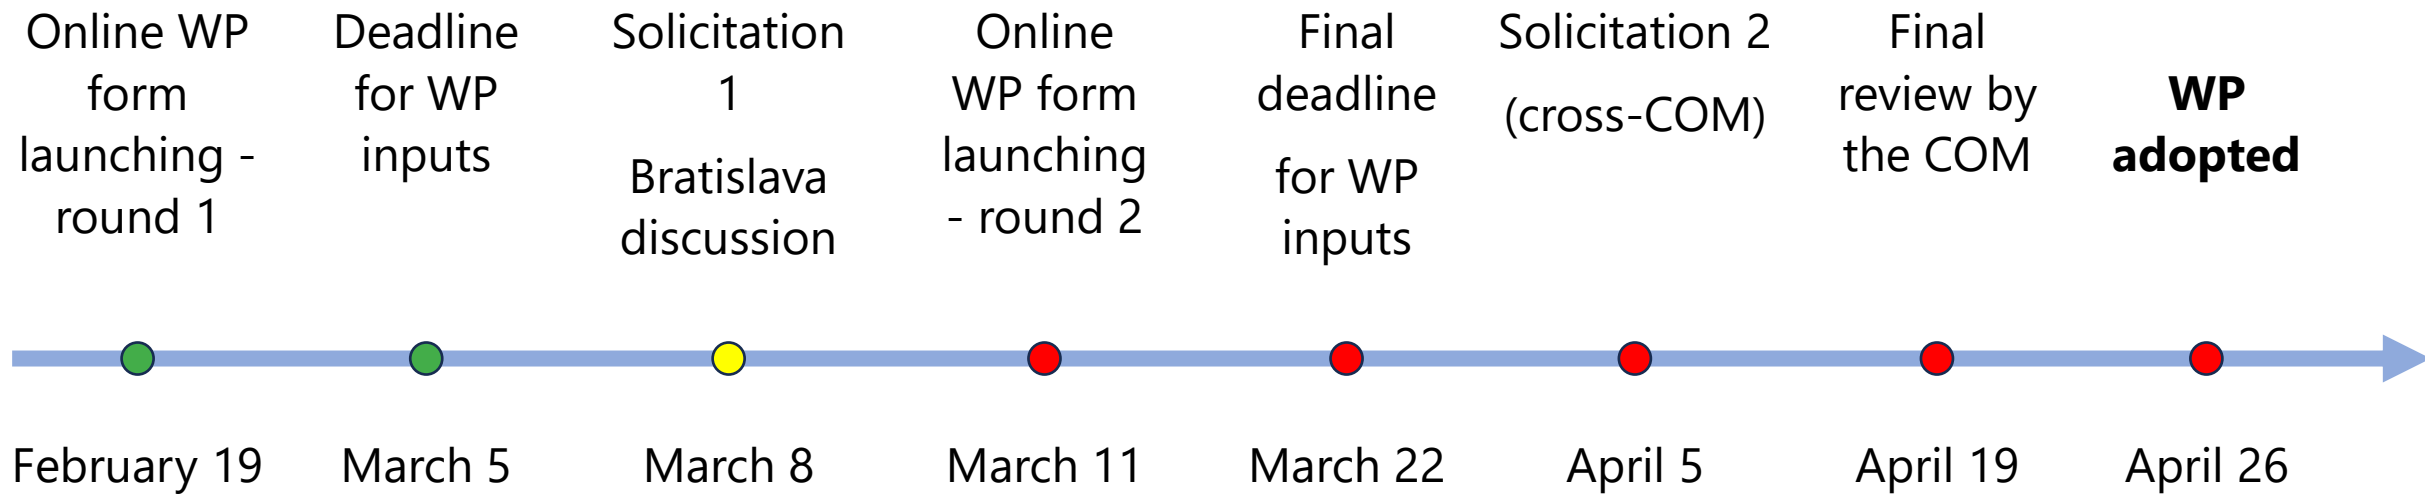 Online WP
form
launching -
round 1
Deadline
for WP
inputs
Solicitation
1
Bratislava
discussion
Online
WP form
launching
- round 2
Final
deadline
for WP
inputs
Solicitation 2
(cross-COM)
Final
review by
the COM
WP
adopted
February 19
March 5
March 8
March 11
March 22
April 5
April 19
April 26